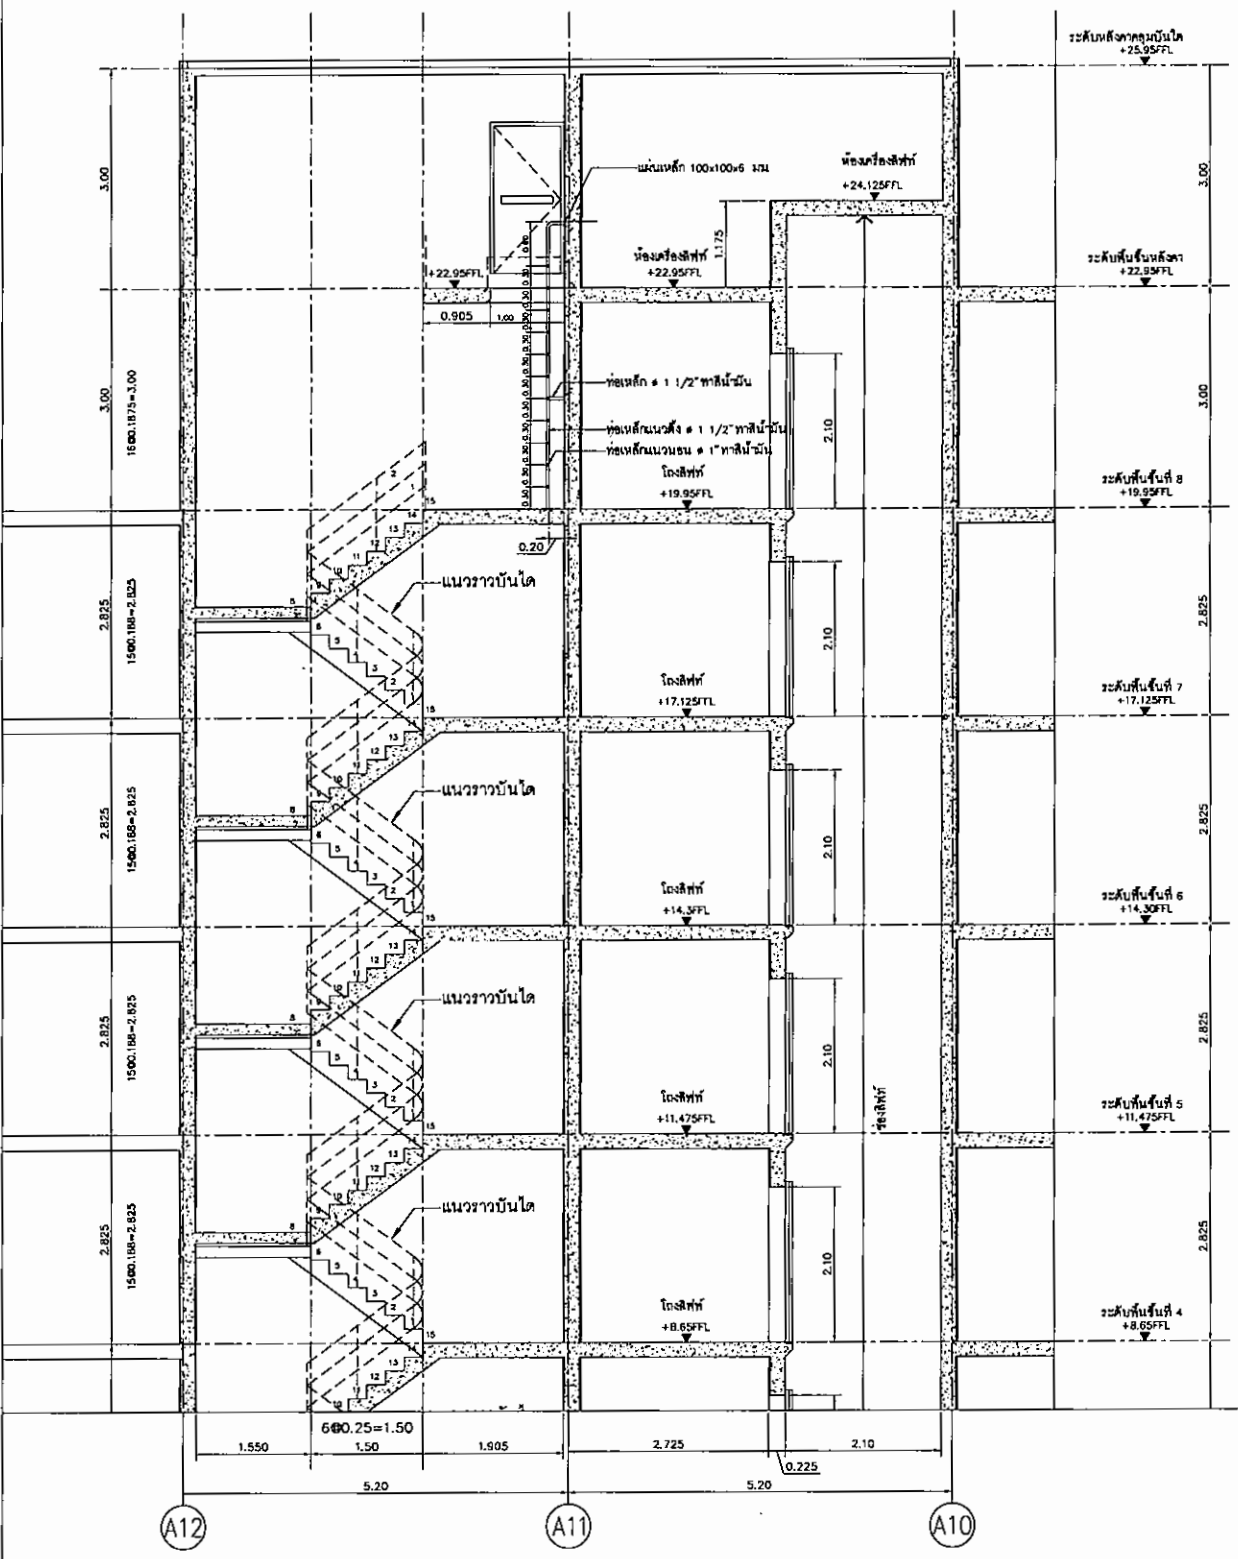 ระดับหลังคาคลุมบันได
+25.95FFL
3.00
3.00
แผ่นเหล็ก 100x100x6 มม
ห้องเครื่องลิฟท์
+24.125FFL
1.175
ห้องเครื่องลิฟท์
+22.95FFL
+22.95FFL
ระดับพื้นชั้นหลังคา
+22.95FFL
0.905
1.00
3.00
16@0.1875=3.00
ท่อเหล็ก ø 1 1/2" ทาสีน้ำมัน
ท่อเหล็กแนวตั้ง ø 1 1/2" ทาสีน้ำมัน
ท่อเหล็กแนวนอน ø 1" ทาสีน้ำมัน
2.10
3.00
โถงลิฟท์
+19.95FFL
ระดับพื้นชั้นที่ 8
+19.95FFL
0.20
แนวราวบันได
2.825
15@0.188=2.825
2.10
2.825
โถงลิฟท์
+17.125FFL
ระดับพื้นชั้นที่ 7
+17.125FFL
แนวราวบันได
2.825
15@0.188=2.825
2.10
2.825
โถงลิฟท์
+14.3FFL
ระดับพื้นชั้นที่ 6
+14.30FFL
แนวราวบันได
2.825
15@0.188=2.825
2.10
2.825
ช่องลิฟท์
โถงลิฟท์
+11.475FFL
ระดับพื้นชั้นที่ 5
+11.475FFL
แนวราวบันได
2.825
15@0.188=2.825
2.10
2.825
โถงลิฟท์
+8.65FFL
ระดับพื้นชั้นที่ 4
+8.65FFL
6@0.25=1.50
1.550
1.50
1.905
2.725
2.10
0.225
5.20
5.20
A12
A11
A10